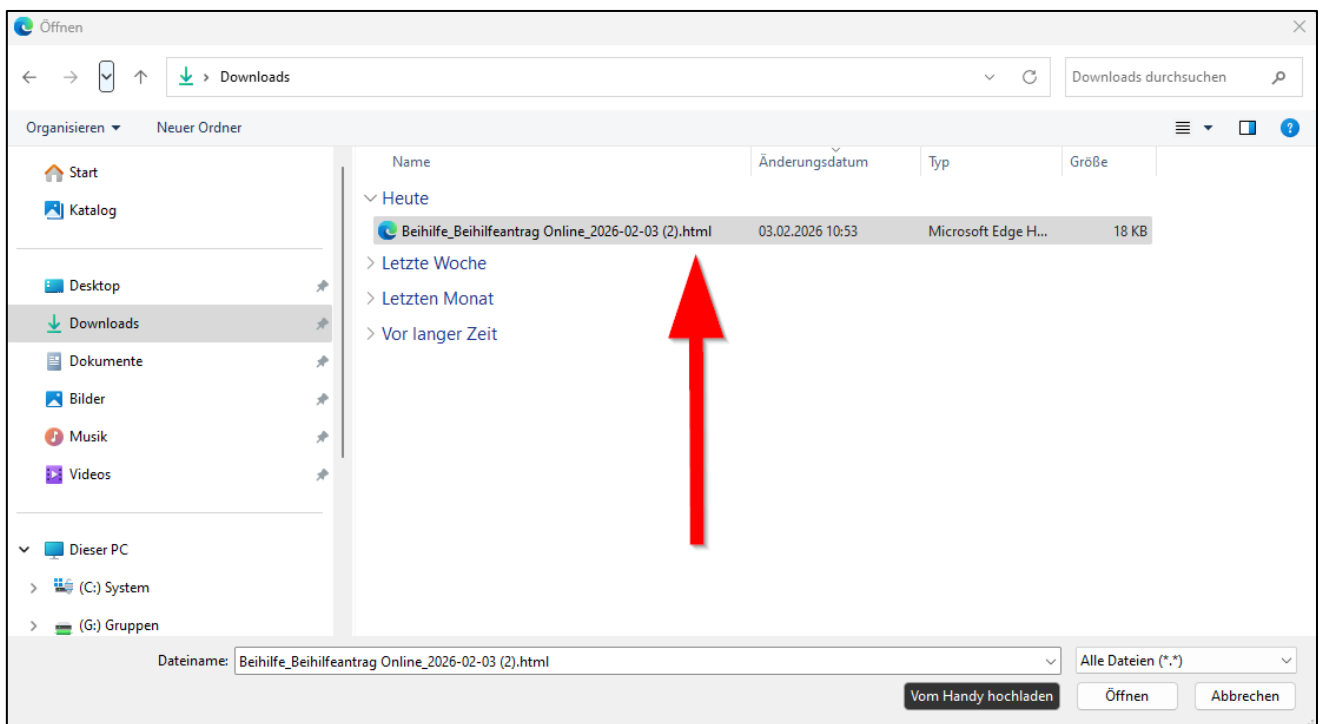 Öffnen
Downloads
Downloads durchsuchen
Organisieren
Neuer Ordner
Start
Katalog
Desktop
Downloads
Dokumente
Bilder
Musik
Videos
Dieser PC
(C:) System
(G:) Gruppen
Name Änderungsdatum Typ Größe
Heute
Beihilfe_Beihilfeantrag Online_2026-02-03 (2).html 03.02.2026 10:53 Microsoft Edge H... 18 KB
Letzte Woche
Letzten Monat
Vor langer Zeit
Dateiname: Beihilfe_Beihilfeantrag Online_2026-02-03 (2).html
Alle Dateien (*.*)
Vom Handy hochladen
Öffnen
Abbrechen